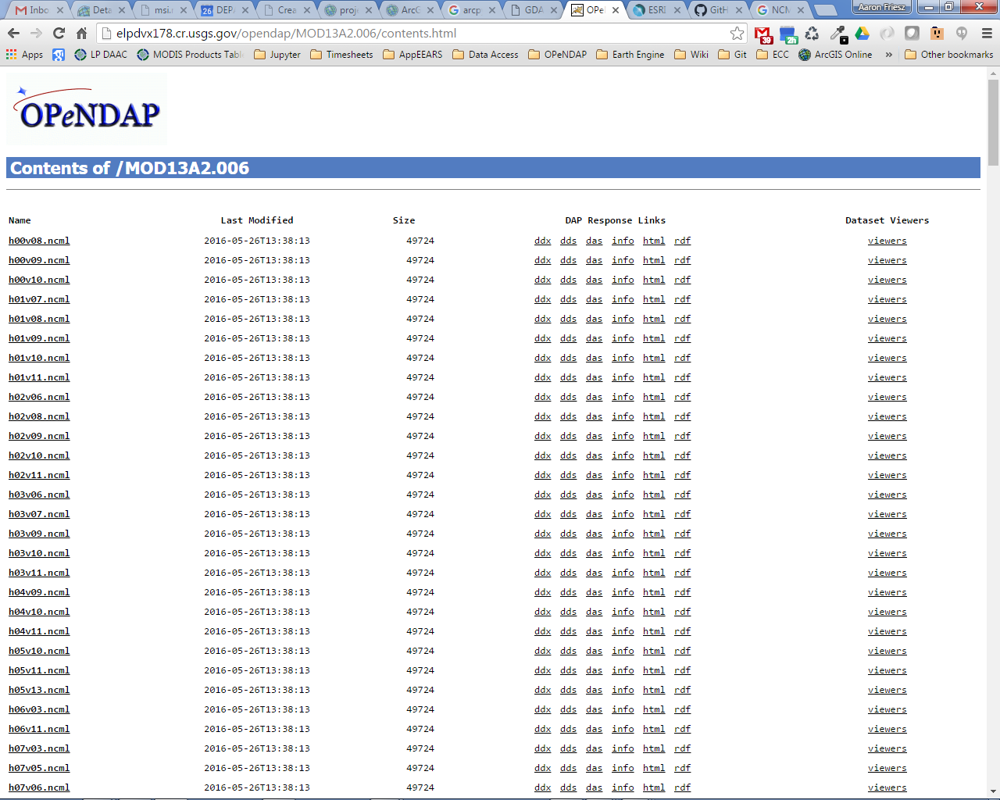 Inbo Deta msi. DEPA Crea proje ArcG arcp GDA OPe ESRI GitH NCM Aaron Friesz
elpdvx178.cr.usgs.gov/opendap/MOD13A2.006/contents.html 39 2h
Apps LP DAAC MODIS Products Tabl Jupyter Timesheets AppEEARS Data Access OPeNDAP Earth Engine Wiki Git ECC ArcGIS Online » Other bookmarks
OPeNDAP
Contents of /MOD13A2.006
Name Last Modified Size DAP Response Links Dataset Viewers
h00v08.ncml 2016-05-26T13:38:13 49724 ddx dds das info html rdf viewers
h00v09.ncml 2016-05-26T13:38:13 49724 ddx dds das info html rdf viewers
h00v10.ncml 2016-05-26T13:38:13 49724 ddx dds das info html rdf viewers
h01v07.ncml 2016-05-26T13:38:13 49724 ddx dds das info html rdf viewers
h01v08.ncml 2016-05-26T13:38:13 49724 ddx dds das info html rdf viewers
h01v09.ncml 2016-05-26T13:38:13 49724 ddx dds das info html rdf viewers
h01v10.ncml 2016-05-26T13:38:13 49724 ddx dds das info html rdf viewers
h01v11.ncml 2016-05-26T13:38:13 49724 ddx dds das info html rdf viewers
h02v06.ncml 2016-05-26T13:38:13 49724 ddx dds das info html rdf viewers
h02v08.ncml 2016-05-26T13:38:13 49724 ddx dds das info html rdf viewers
h02v09.ncml 2016-05-26T13:38:13 49724 ddx dds das info html rdf viewers
h02v10.ncml 2016-05-26T13:38:13 49724 ddx dds das info html rdf viewers
h02v11.ncml 2016-05-26T13:38:13 49724 ddx dds das info html rdf viewers
h03v06.ncml 2016-05-26T13:38:13 49724 ddx dds das info html rdf viewers
h03v07.ncml 2016-05-26T13:38:13 49724 ddx dds das info html rdf viewers
h03v09.ncml 2016-05-26T13:38:13 49724 ddx dds das info html rdf viewers
h03v10.ncml 2016-05-26T13:38:13 49724 ddx dds das info html rdf viewers
h03v11.ncml 2016-05-26T13:38:13 49724 ddx dds das info html rdf viewers
h04v09.ncml 2016-05-26T13:38:13 49724 ddx dds das info html rdf viewers
h04v10.ncml 2016-05-26T13:38:13 49724 ddx dds das info html rdf viewers
h04v11.ncml 2016-05-26T13:38:13 49724 ddx dds das info html rdf viewers
h05v10.ncml 2016-05-26T13:38:13 49724 ddx dds das info html rdf viewers
h05v11.ncml 2016-05-26T13:38:13 49724 ddx dds das info html rdf viewers
h05v13.ncml 2016-05-26T13:38:13 49724 ddx dds das info html rdf viewers
h06v03.ncml 2016-05-26T13:38:13 49724 ddx dds das info html rdf viewers
h06v11.ncml 2016-05-26T13:38:13 49724 ddx dds das info html rdf viewers
h07v03.ncml 2016-05-26T13:38:13 49724 ddx dds das info html rdf viewers
h07v05.ncml 2016-05-26T13:38:13 49724 ddx dds das info html rdf viewers
h07v06.ncml 2016-05-26T13:38:13 49724 ddx dds das info html rdf viewers